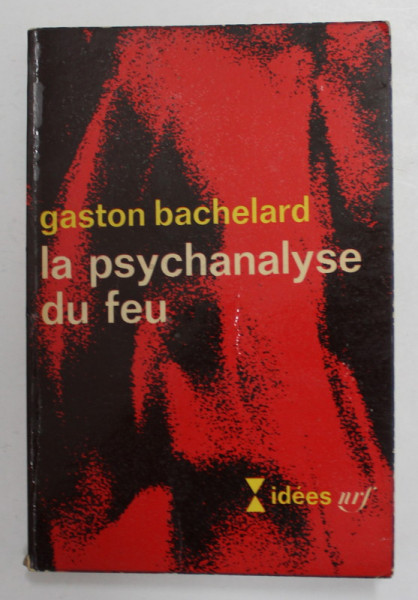 gaston bachelard
la psychanalyse
du feu
idées nrf